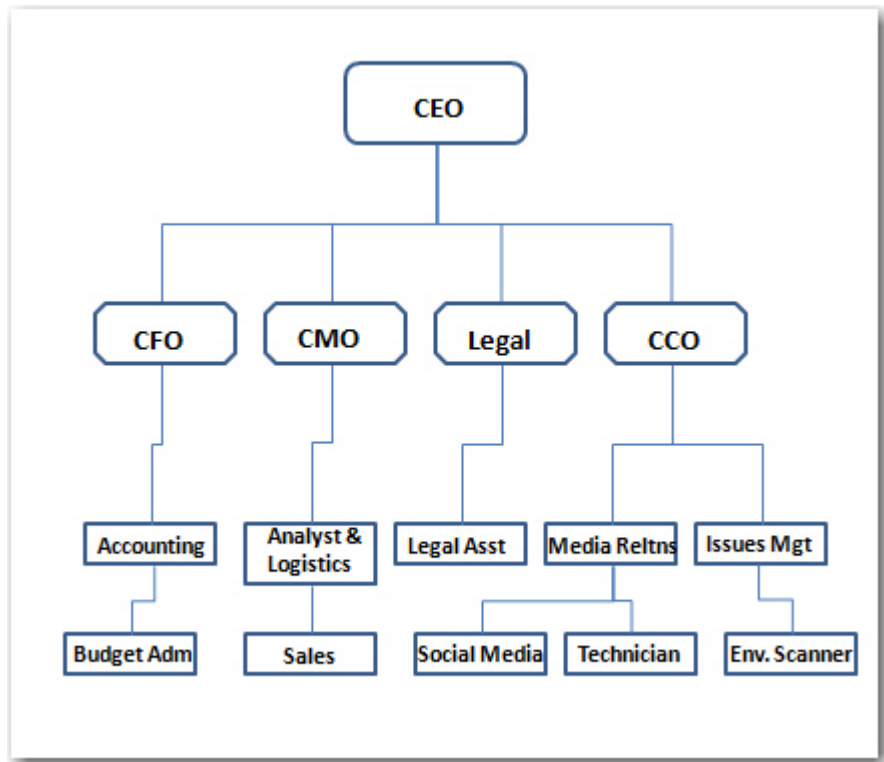 CEO
CFO
CMO
Legal
CCO
Accounting
Analyst &
Logistics
Legal Asst
Media Reltns
Issues Mgt
Budget Adm
Sales
Social Media
Technician
Env. Scanner